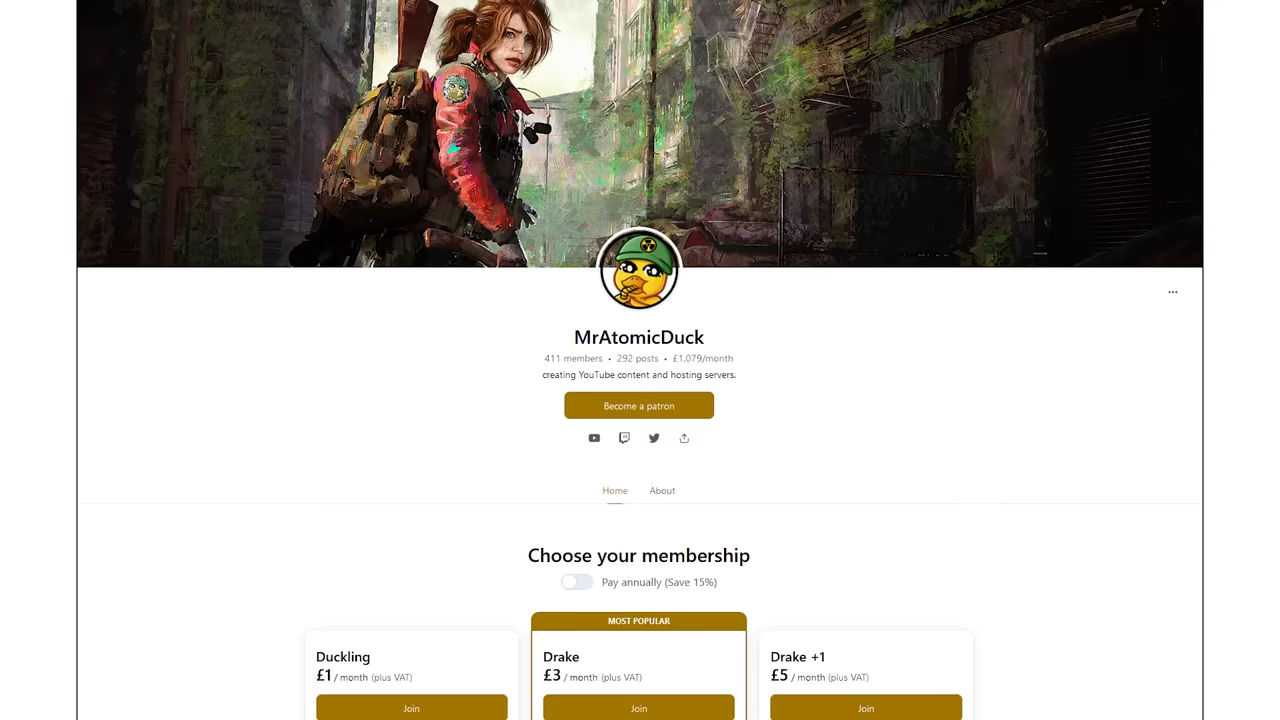 MrAtomicDuck
411 members • 292 posts • £1,079/month
creating YouTube content and hosting servers.
Become a patron
Home About
Choose your membership
Pay annually (Save 15%)
MOST POPULAR
Duckling
£1 / month (plus VAT)
Join
Drake
£3 / month (plus VAT)
Join
Drake +1
£5 / month (plus VAT)
Join